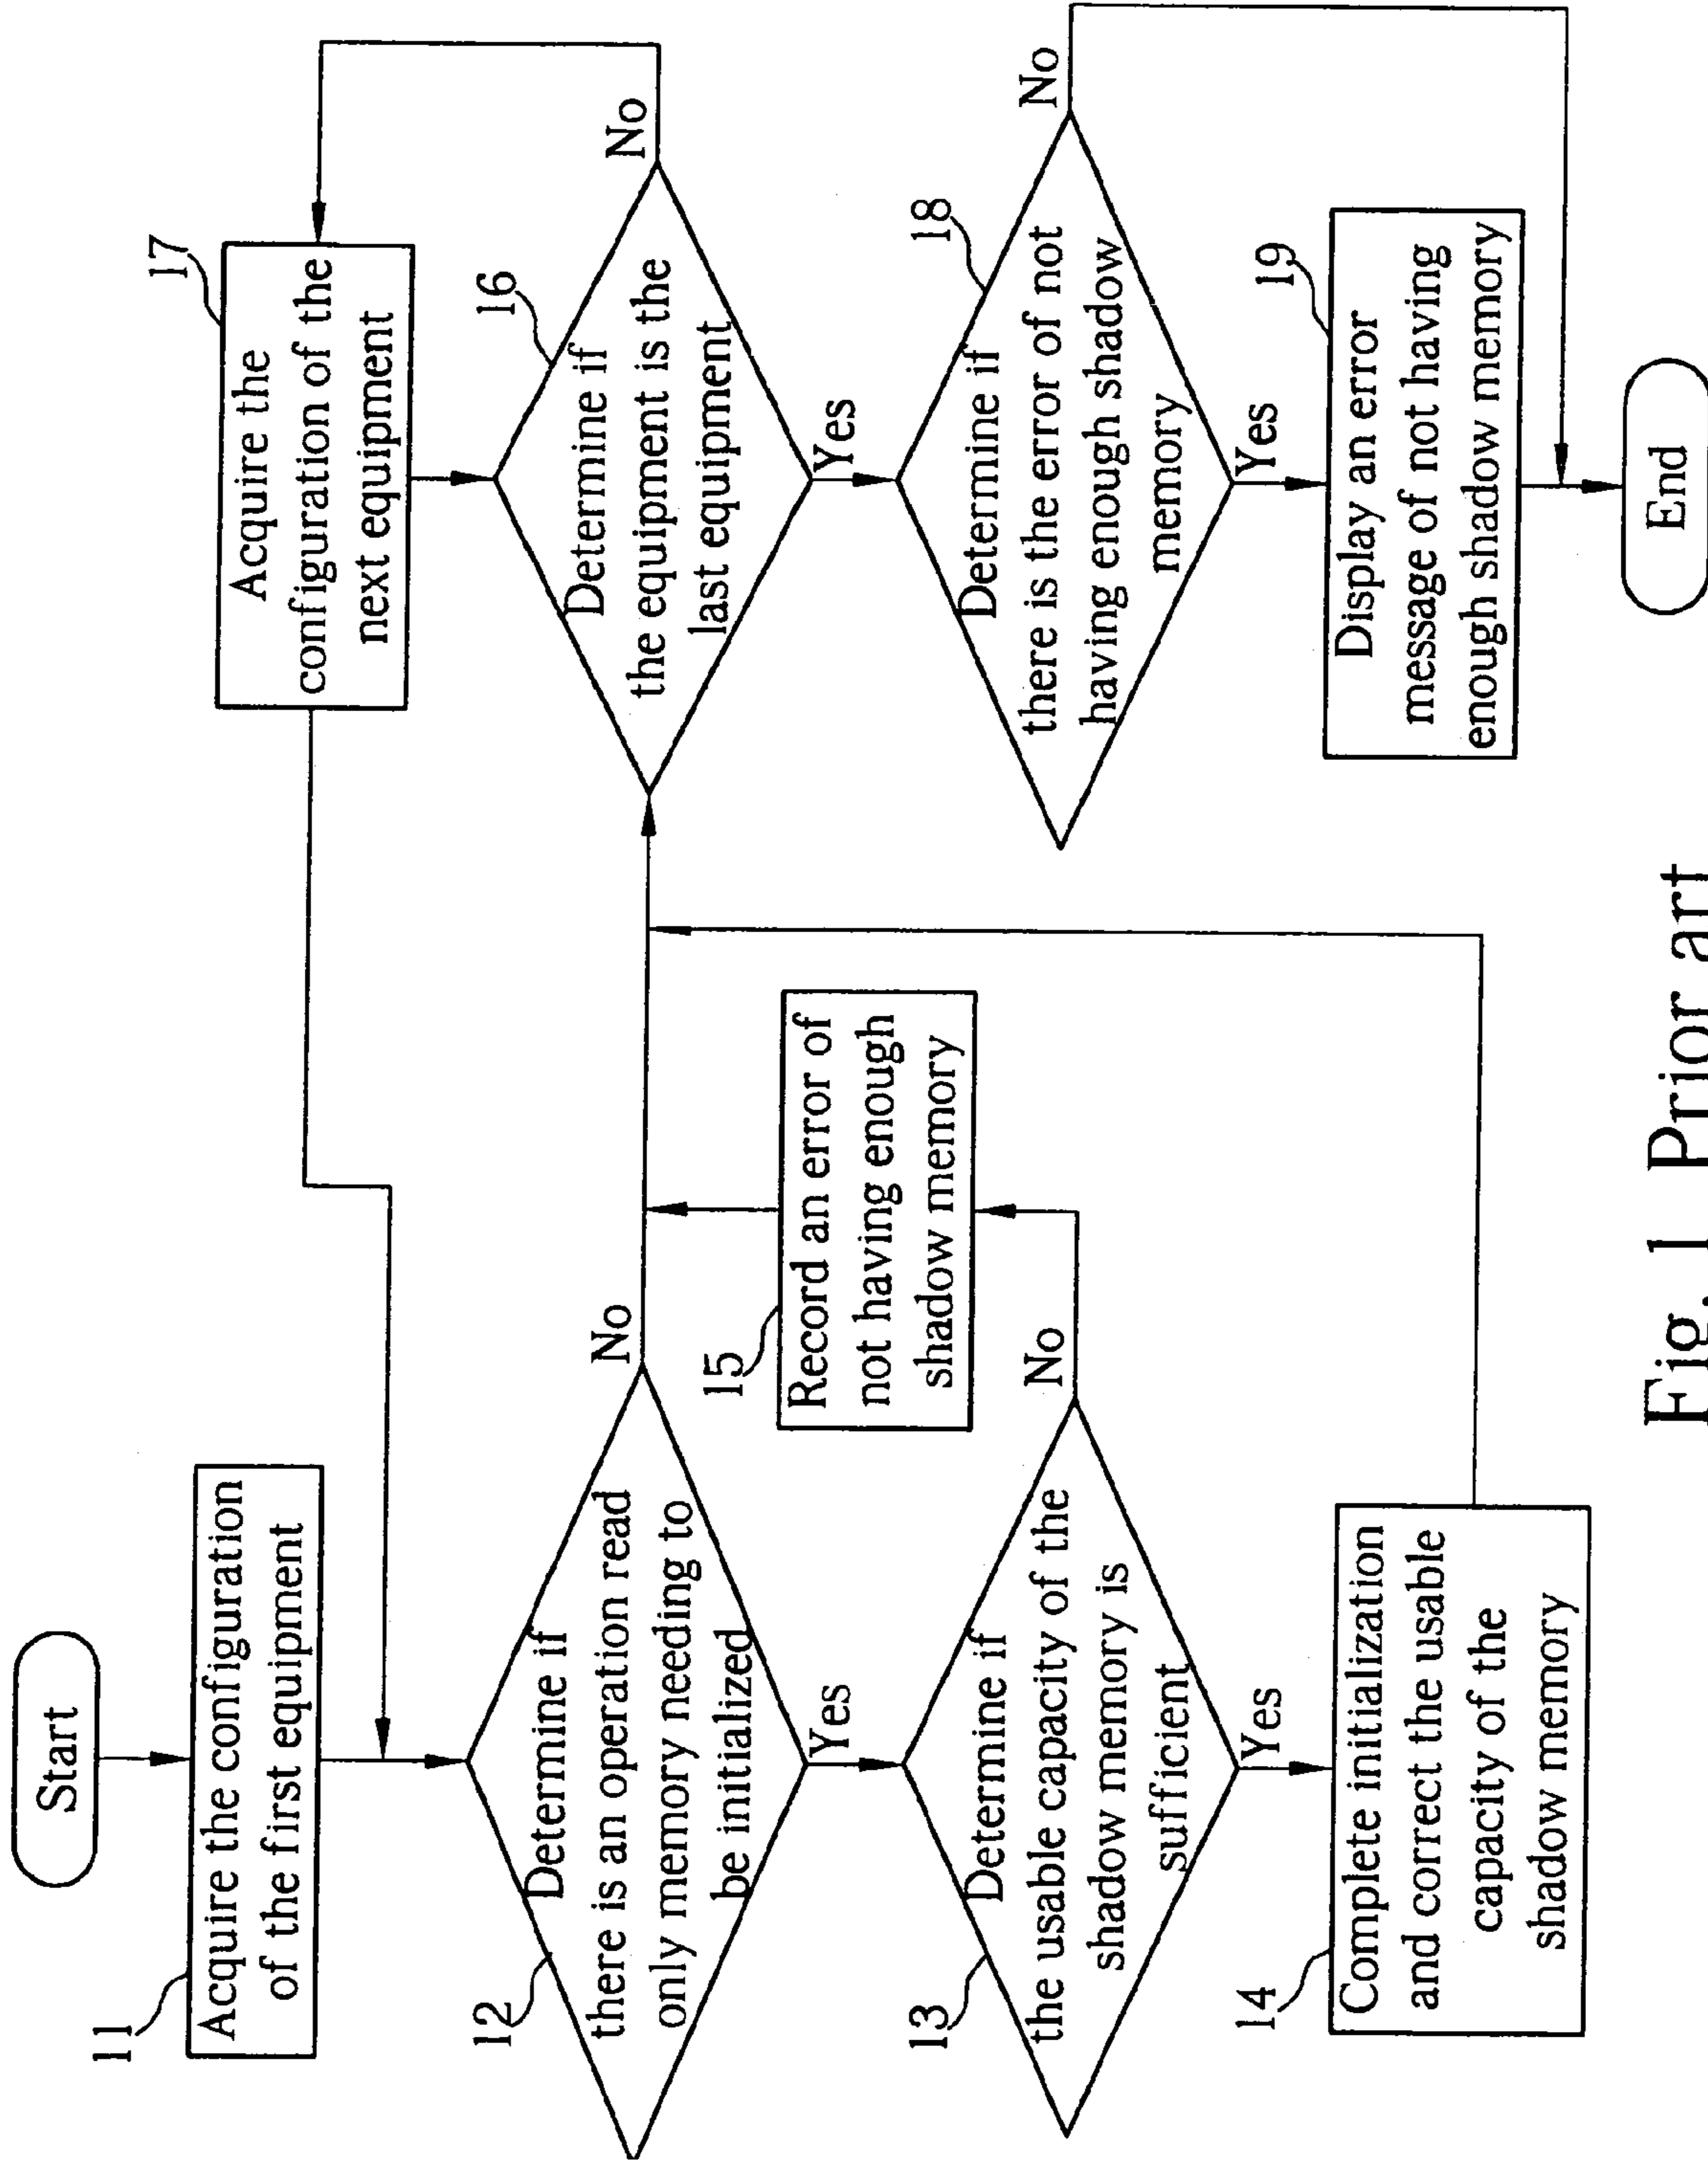 Start
11
Acquire the configuration
of the first equipment
12
Determine if
there is an operation read
only memory needing to
be initialized
No
Yes
13
Determine if
the usable capacity of the
shadow memory is
sufficient
No
Yes
14
Complete initialization
and correct the usable
capacity of the
shadow memory
15
Record an error of
not having enough
shadow memory
17
Acquire the
configuration of the
next equipment
16
Determine if
the equipment is the
last equipment
No
Yes
18
Determine if
there is the error of not
having enough shadow
memory
No
Yes
19
Display an error
message of not having
enough shadow memory
End
Fig. 1 Prior art